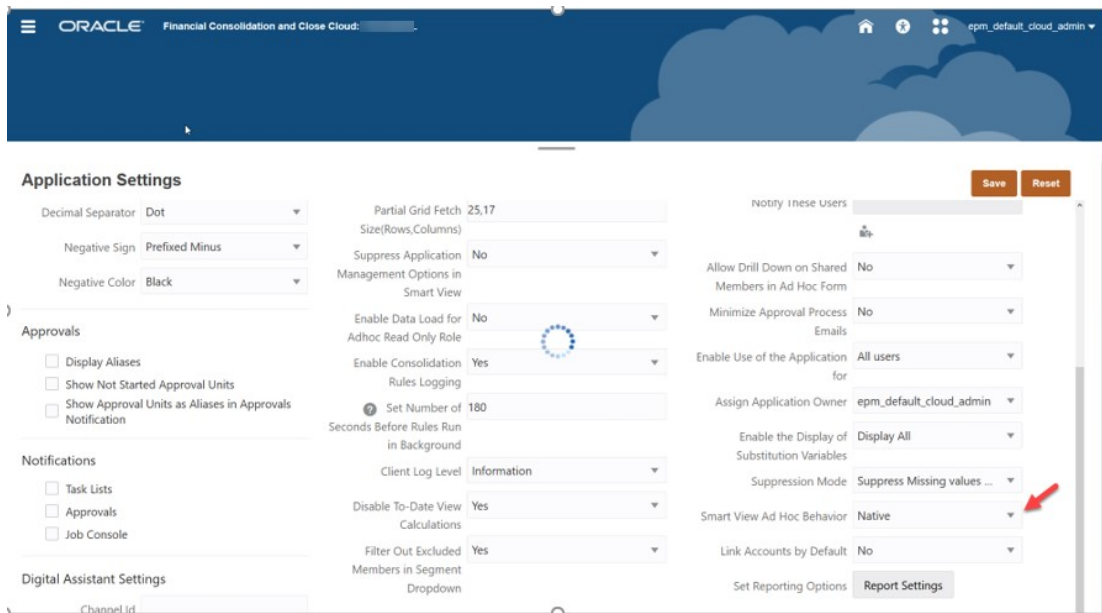 ORACLE Financial Consolidation and Close Cloud: epm_default_cloud_admin
Application Settings
Save Reset
Decimal Separator Dot
Negative Sign Prefixed Minus
Negative Color Black
Approvals
Display Aliases
Show Not Started Approval Units
Show Approval Units as Aliases in Approvals
Notification
Notifications
Task Lists
Approvals
Job Console
Digital Assistant Settings
Channel Id
Partial Grid Fetch 25,17
Size(Rows,Columns)
Suppress Application No
Management Options in
Smart View
Enable Data Load for No
Adhoc Read Only Role
Enable Consolidation Yes
Rules Logging
Set Number of 180
Seconds Before Rules Run
in Background
Client Log Level Information
Disable To-Date View Yes
Calculations
Filter Out Excluded Yes
Members in Segment
Dropdown
Notify These Users
Allow Drill Down on Shared No
Members in Ad Hoc Form
Minimize Approval Process No
Emails
Enable Use of the Application All users
for
Assign Application Owner epm_default_cloud_admin
Enable the Display of Display All
Substitution Variables
Suppression Mode Suppress Missing values ...
Smart View Ad Hoc Behavior Native
Link Accounts by Default No
Set Reporting Options Report Settings